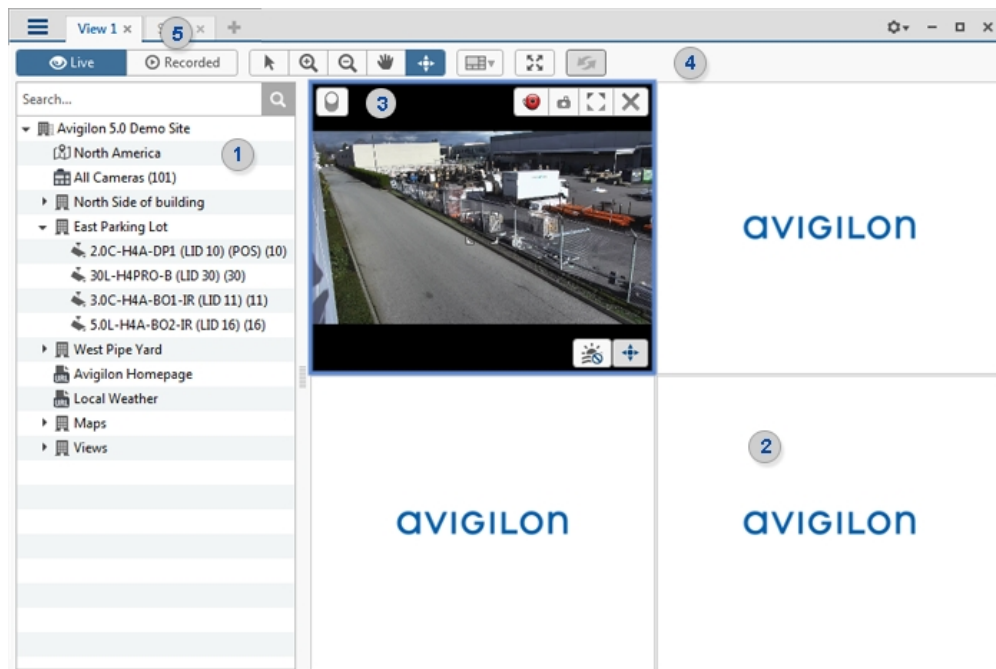 View 1
5
Live
Recorded
4
Search...
3
Avigilon 5.0 Demo Site
North America
1
All Cameras (101)
North Side of building
East Parking Lot
2.0C-H4A-DP1 (LID 10) (POS) (10)
30L-H4PRO-B (LID 30) (30)
3.0C-H4A-BO1-IR (LID 11) (11)
5.0L-H4A-BO2-IR (LID 16) (16)
West Pipe Yard
Avigilon Homepage
Local Weather
Maps
Views
AVIGILON
2
AVIGILON
AVIGILON